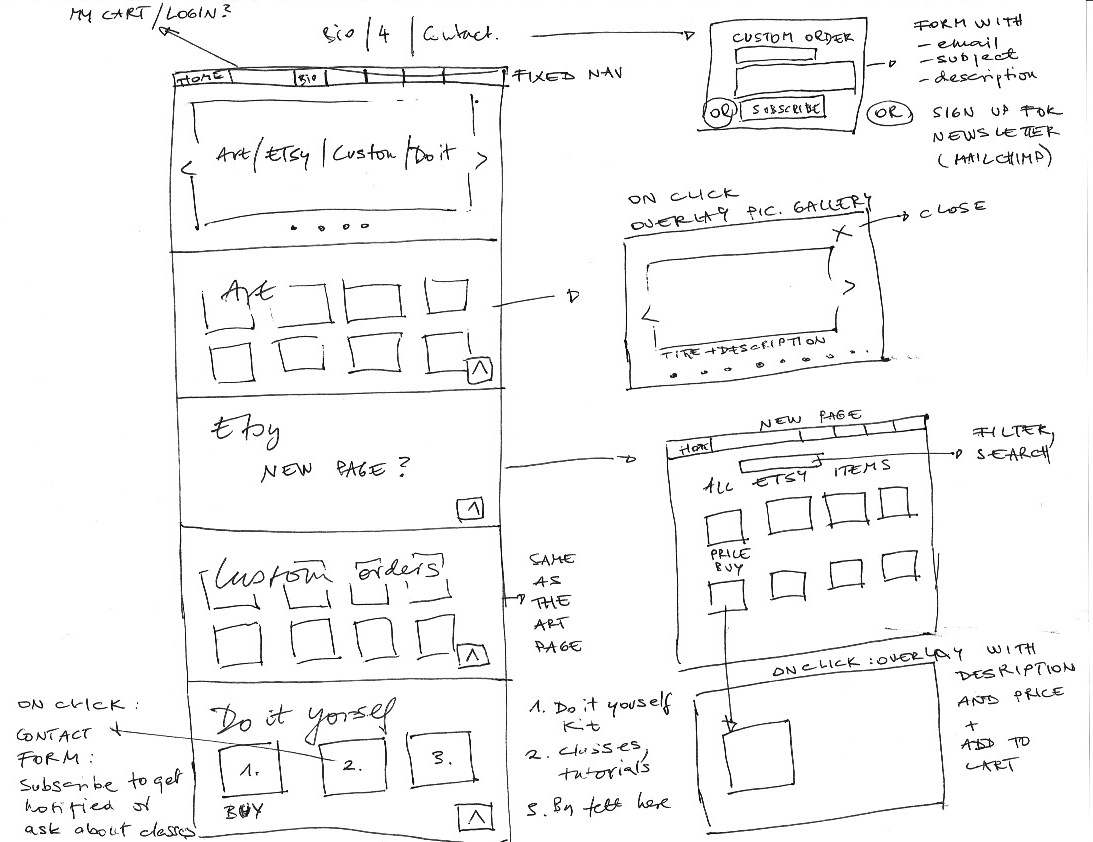 MY CART/LOGIN?
Bio | 4 | Contact.
HOME
Bio
FIXED NAV
Art/ETSY | Custom | Do it
<
>
CUSTOM ORDER
OR
SUBSCRIBE
FORM WITH
- email
- subject
- description
OR
SIGN UP FOR
NEWSLETTER
(MAILCHIMP)
Art
^
ON CLICK
OVERLAY PIC. GALLERY
X
CLOSE
<
>
TITLE + DESCRIPTION
Etsy
NEW PAGE?
^
NEW PAGE
HOME
FILTER,
SEARCH
ALL ETSY ITEMS
PRICE
BUY
Custom orders
^
SAME
AS
THE
ART
PAGE
ON CLICK: OVERLAY WITH
DESRIPTION
AND PRICE
+
ADD TO
CART
Do it yorself
1.
2.
3.
BUY
^
ON CLICK:
CONTACT
FORM:
Subscribe to get
notified or
ask about classes
1. Do it yourself
Kit
2. Classes,
tutorials
3. By felt here